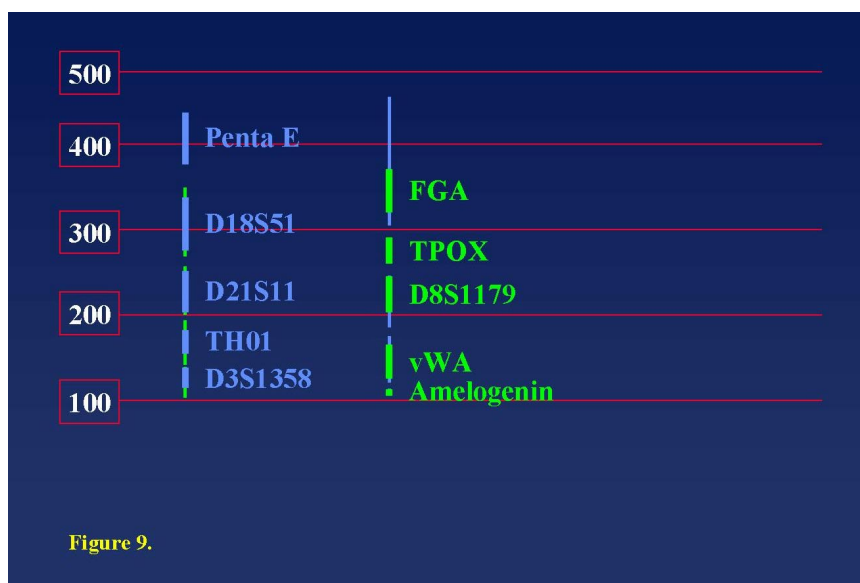 500
400
300
200
100
Penta E
D18S51
D21S11
TH01
D3S1358
FGA
TPOX
D8S1179
vWA
Amelogenin
Figure 9.